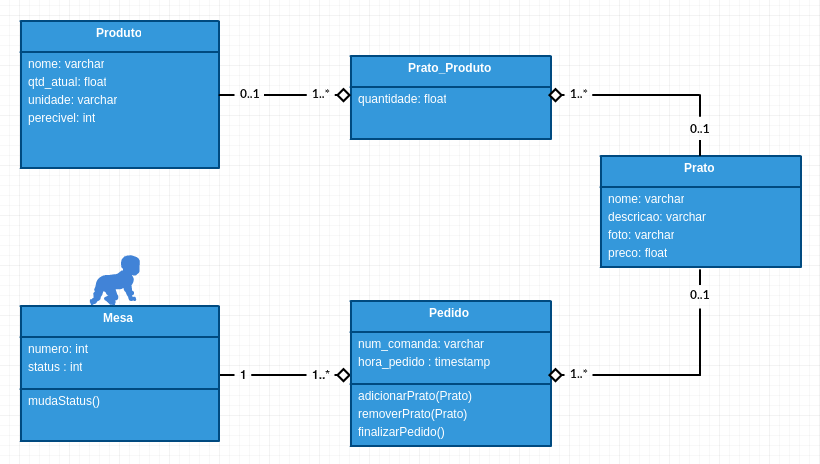 Produto
nome: varchar
qtd_atual: float
unidade: varchar
perecivel: int
0..1
1..*
Prato_Produto
quantidade: float
1..*
0..1
Prato
nome: varchar
descricao: varchar
foto: varchar
preco: float
0..1
Mesa
numero: int
status : int
mudaStatus()
1
1..*
Pedido
num_comanda: varchar
hora_pedido : timestamp
adicionarPrato(Prato)
removerPrato(Prato)
finalizarPedido()
1..*